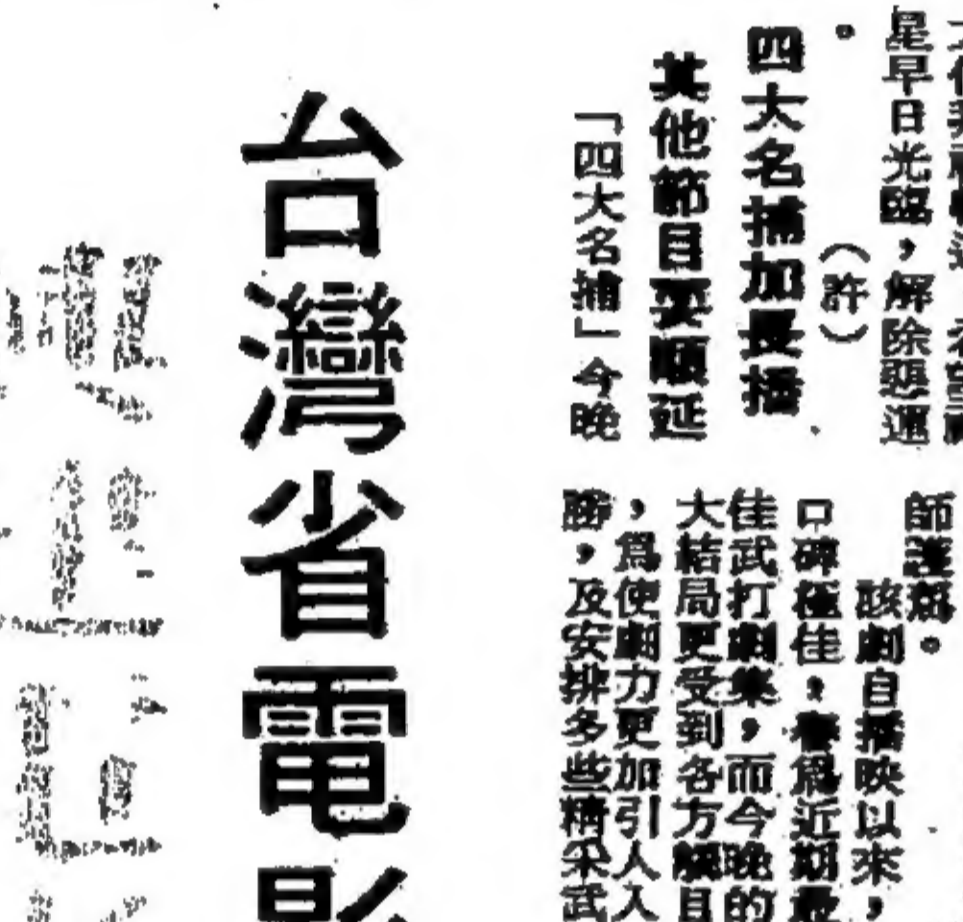 星早日光臨，解除惡運
。　（許）
四大名捕加長播
其他節目要順延
「四大名捕」今晚
師護航。
該劇自播映以來，
口碑極佳，譽爲近期最
佳武打劇集，而今晚的
大結局更受到各方矚目
，爲使劇力更加引人入
勝，及安排多些精采武
台灣省電影